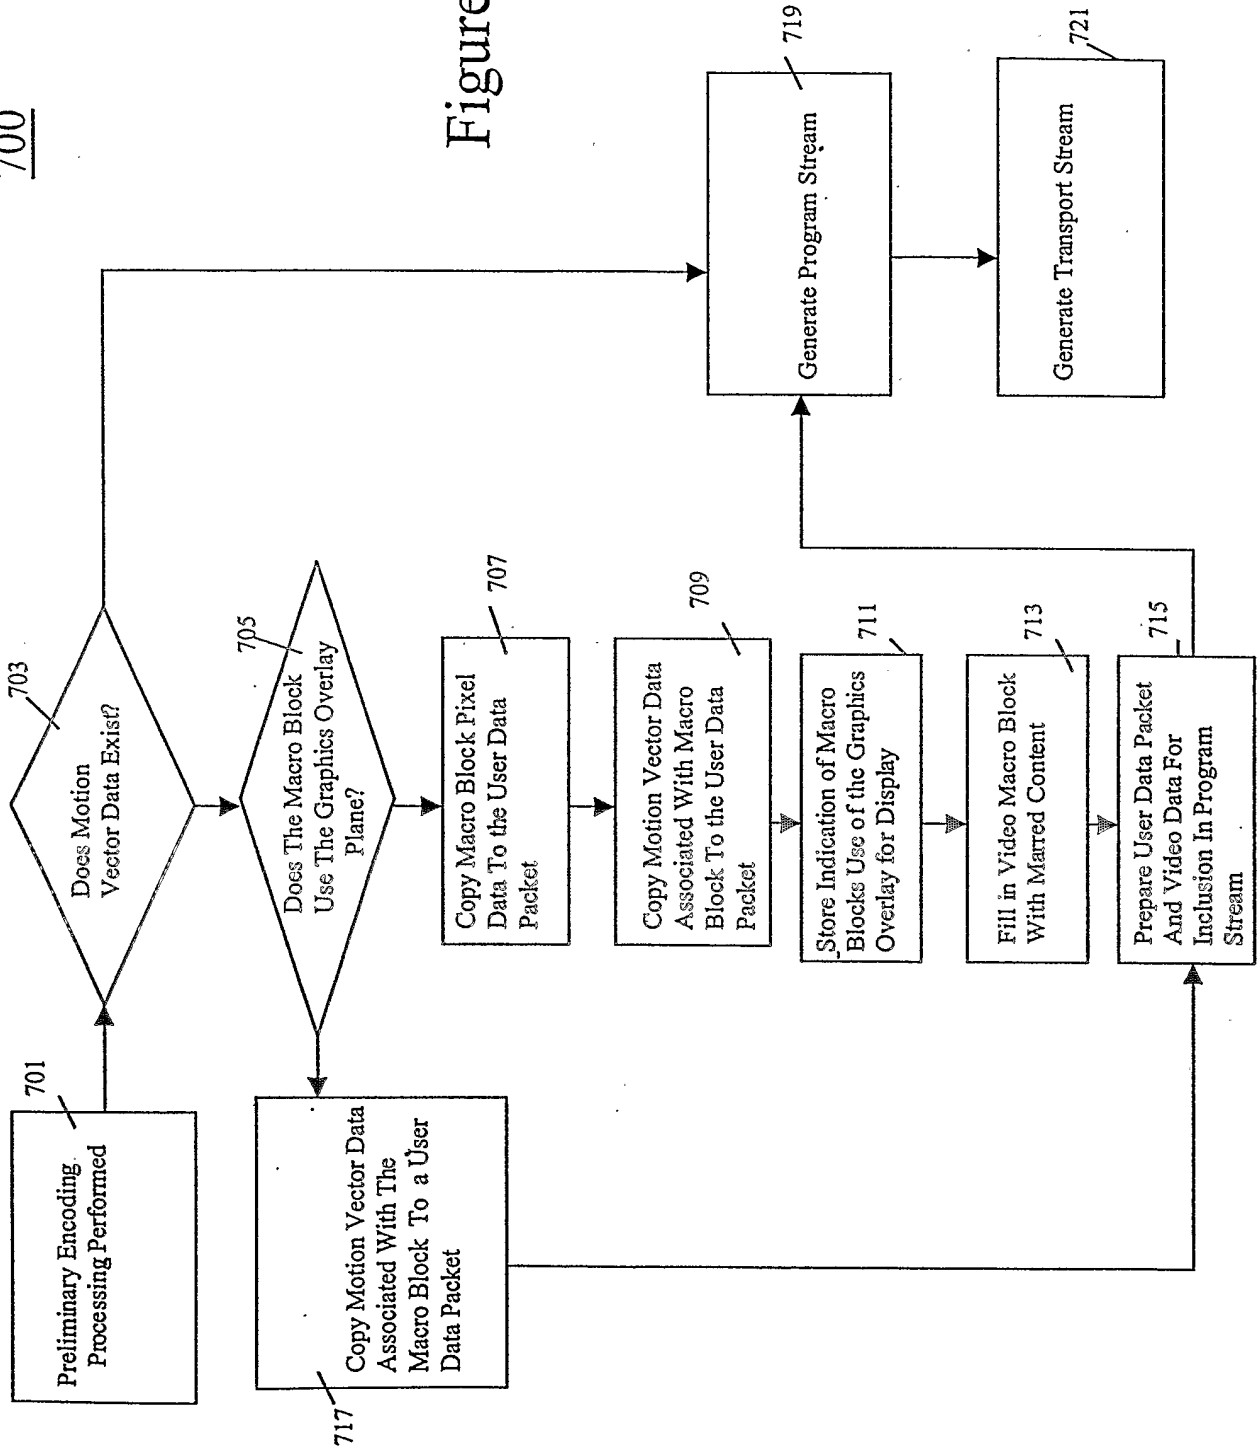 700
Figure
701
Preliminary Encoding
Processing Performed
703
Does Motion
Vector Data Exist?
705
Does The Macro Block
Use The Graphics Overlay
Plane?
717
Copy Motion Vector Data
Associated With The
Macro Block To a User
Data Packet
707
Copy Macro Block Pixel
Data To the User Data
Packet
709
Copy Motion Vector Data
Associated With Macro
Block To the User Data
Packet
711
Store Indication of Macro
Blocks Use of the Graphics
Overlay for Display
713
Fill in Video Macro Block
With Marred Content
715
Prepare User Data Packet
And Video Data For
Inclusion In Program
Stream
719
Generate Program Stream
721
Generate Transport Stream